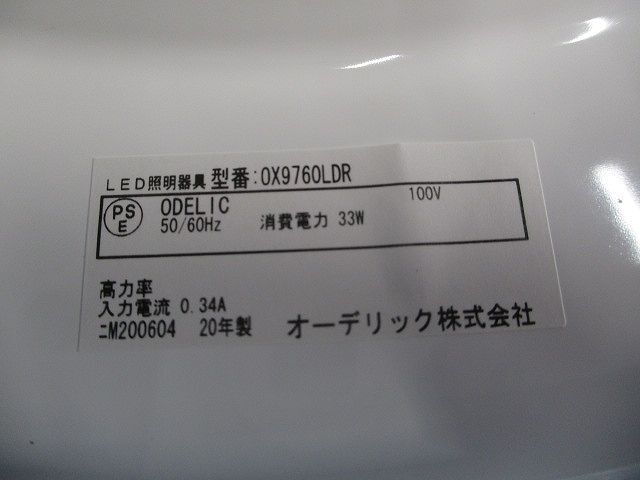 LED照明器具 型番:OX9760LDR
PS
E
ODELIC 100V
50/60Hz 消費電力 33W
高力率
入力電流 0.34A
ニM200604 20年製 オーデリック株式会社